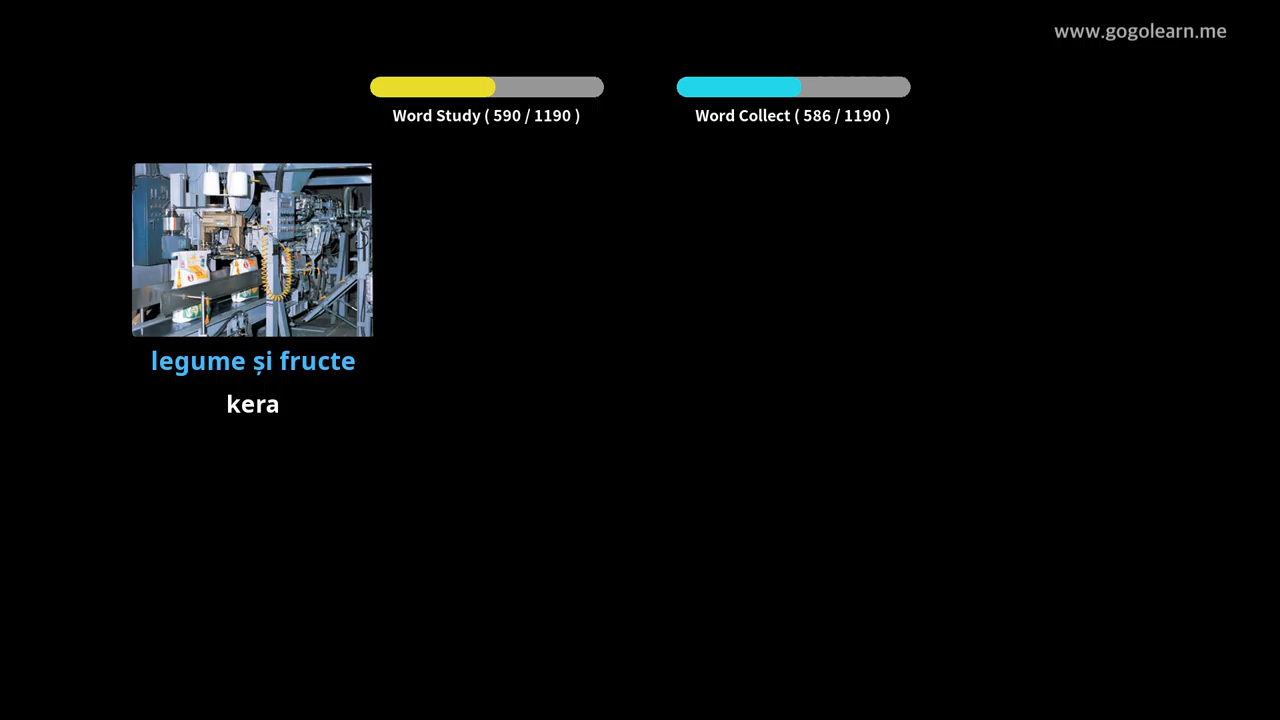 www.gogolearn.me
Word Study ( 590 / 1190 )
Word Collect ( 586 / 1190 )
legume și fructe
kera